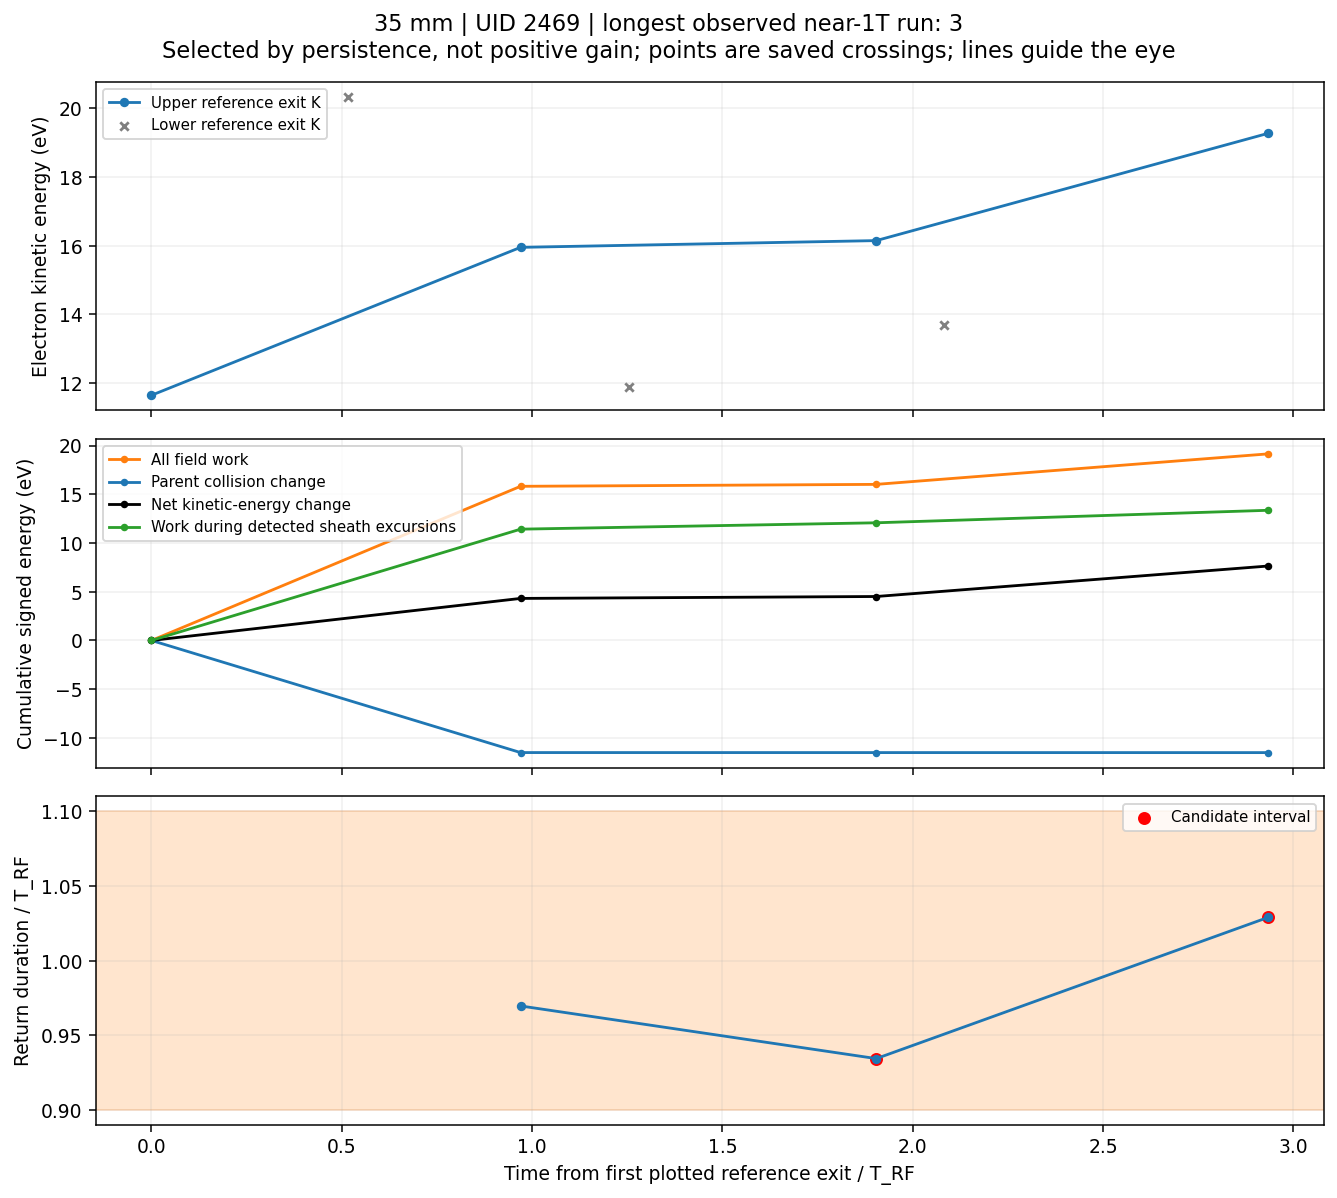 35 mm | UID 2469 | longest observed near-1T run: 3
Selected by persistence, not positive gain; points are saved crossings; lines guide the eye
Electron kinetic energy (eV)
20
18
16
14
12
Upper reference exit K
Lower reference exit K
Cumulative signed energy (eV)
20
15
10
5
0
−5
−10
All field work
Parent collision change
Net kinetic-energy change
Work during detected sheath excursions
Return duration / T_RF
1.10
1.05
1.00
0.95
0.90
Candidate interval
0.0 0.5 1.0 1.5 2.0 2.5 3.0
Time from first plotted reference exit / T_RF